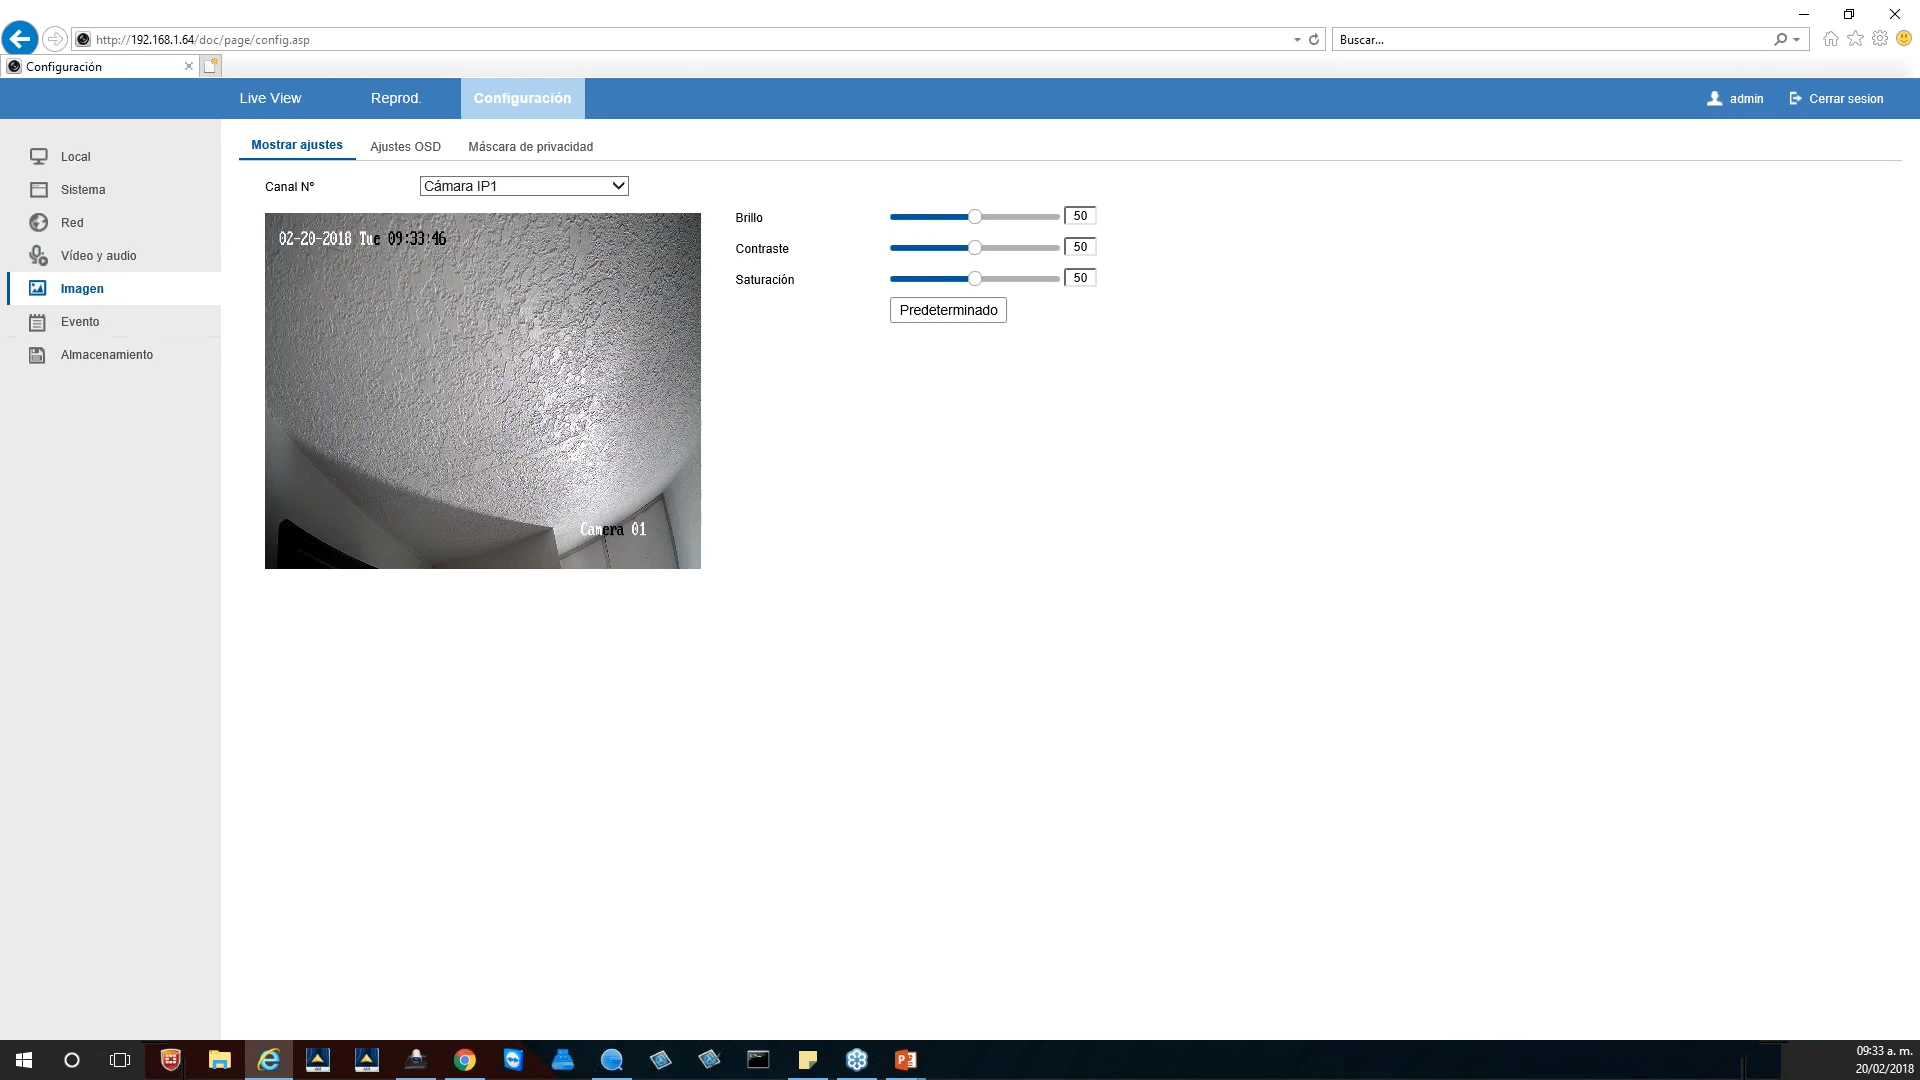 http://192.168.1.64/doc/page/config.asp
Buscar...
Configuración
Live View
Reprod.
Configuración
admin
Cerrar sesion
Local
Sistema
Red
Vídeo y audio
Imagen
Evento
Almacenamiento
Mostrar ajustes
Ajustes OSD
Máscara de privacidad
Canal Nº
Cámara IP1
02-20-2018 Tue 09:33:46
Camera 01
Brillo
50
Contraste
50
Saturación
50
Predeterminado
09:33 a. m.
20/02/2018